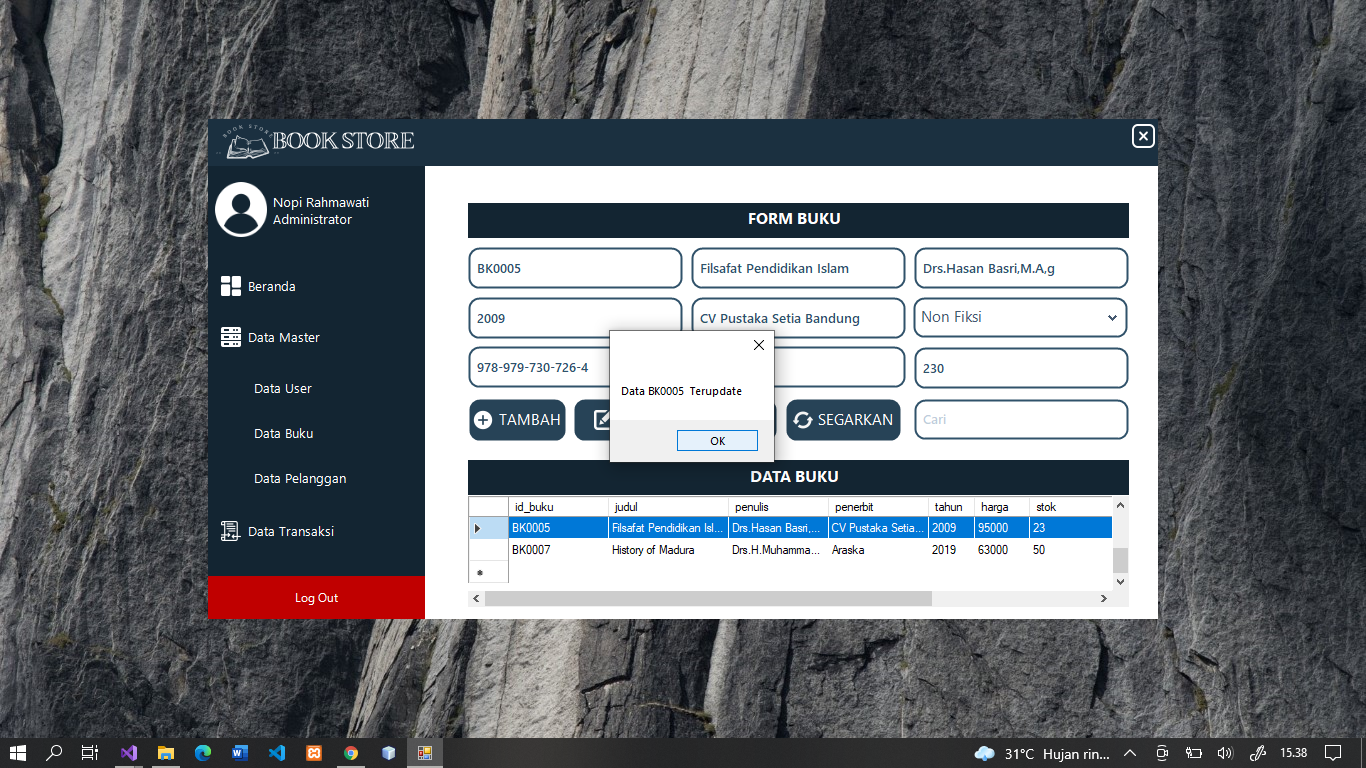 BOOK STORE
BOOK STORE
Nopi Rahmawati
Administrator
Beranda
Data Master
Data User
Data Buku
Data Pelanggan
Data Transaksi
Log Out
FORM BUKU
BK0005
Filsafat Pendidikan Islam
Drs.Hasan Basri,M.A,g
2009
CV Pustaka Setia Bandung
Non Fiksi
978-979-730-726-4
230
Data BK0005 Terupdate
OK
TAMBAH
SEGARKAN
Cari
DATA BUKU
id_buku judul penulis penerbit tahun harga stok
BK0005 Filsafat Pendidikan Isl... Drs.Hasan Basri,... CV Pustaka Setia... 2009 95000 23
BK0007 History of Madura Drs.H.Muhamma... Araska 2019 63000 50
31°C Hujan rin... 15.38